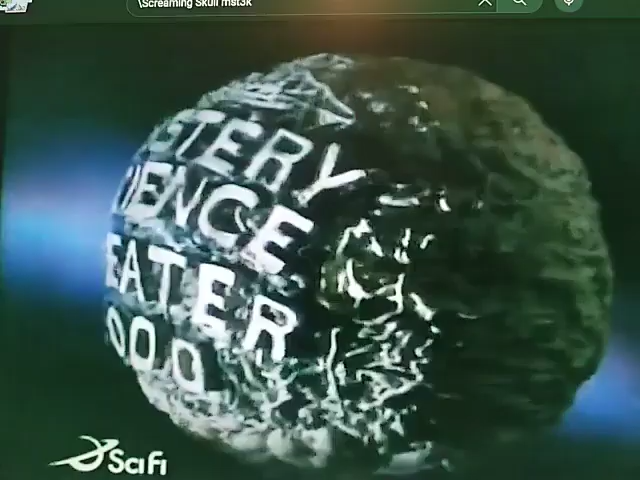 \Screaming Skull mst3k
STERY
IENCE
EATER
000
SciFi